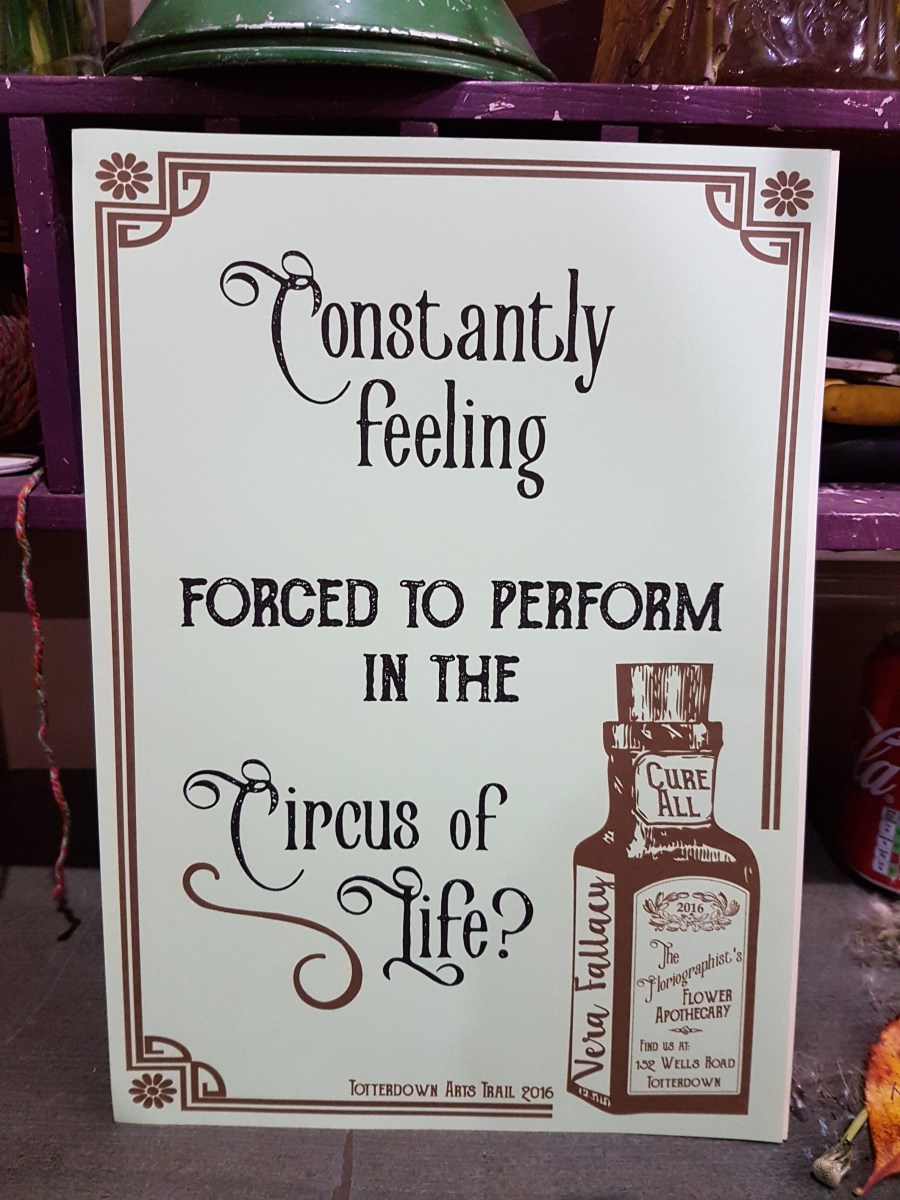 Constantly
feeling
FORCED TO PERFORM
IN THE
Circus of
Life?
CURE
ALL
Vera Fallacy
2016
The
Floriographist's
FLOWER
APOTHECARY
FIND US AT:
152 WELLS ROAD
TOTTERDOWN
TOTTERDOWN ARTS TRAIL 2016